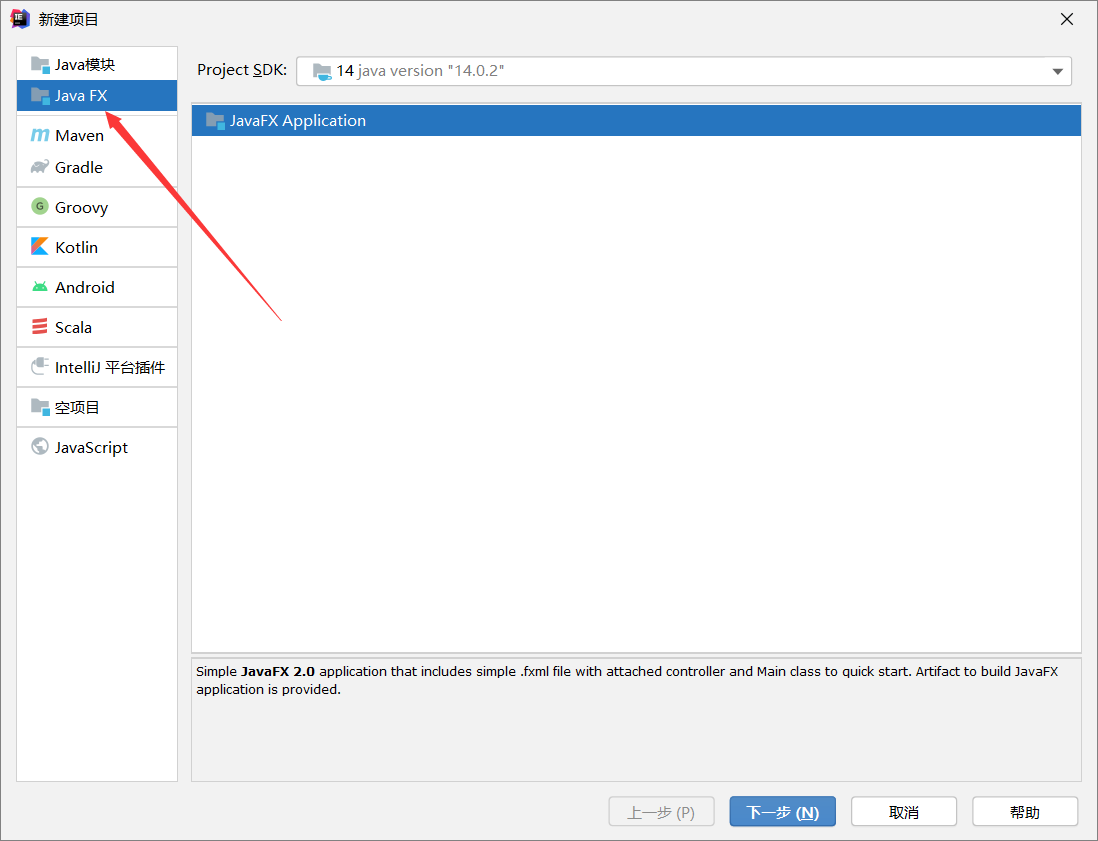 新建项目
Java模块
Java FX
Maven
Gradle
Groovy
Kotlin
Android
Scala
IntelliJ 平台插件
空项目
JavaScript
Project SDK: 14 java version "14.0.2"
JavaFX Application
Simple JavaFX 2.0 application that includes simple .fxml file with attached controller and Main class to quick start. Artifact to build JavaFX
application is provided.
上一步 (P) 下一步 (N) 取消 帮助